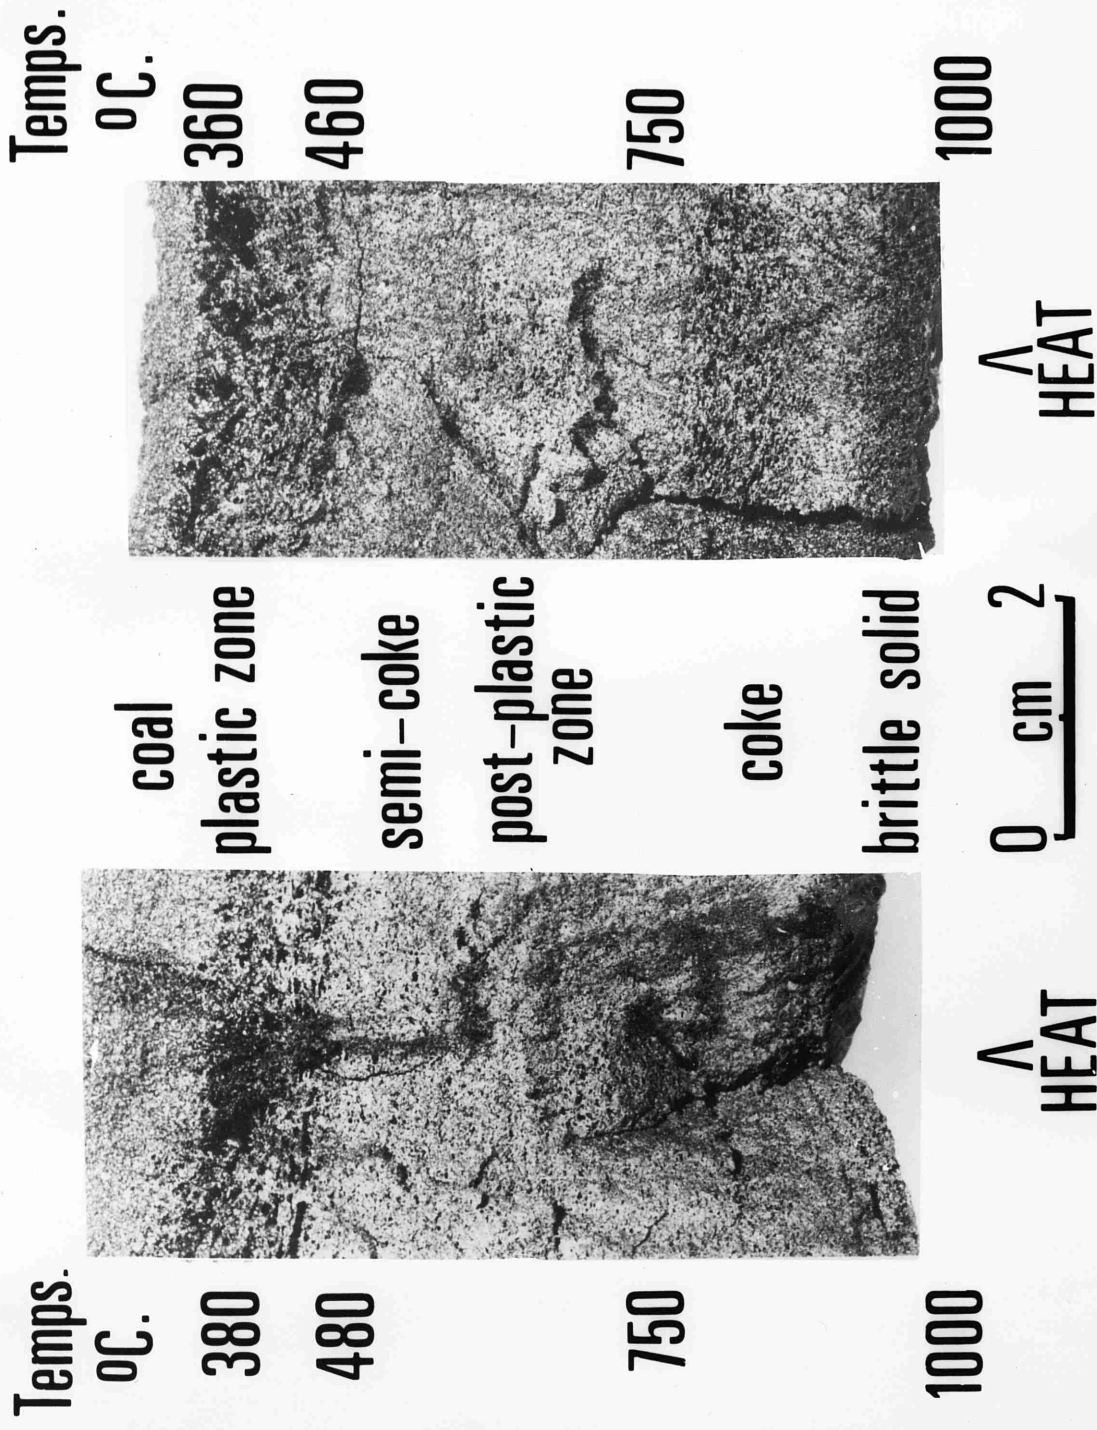 Temps.
°C.
380
480
750
1000
coal
plastic zone
semi-coke
post-plastic
zone
coke
brittle solid
Temps.
°C.
360
460
750
1000
HEAT
0 cm 2
HEAT